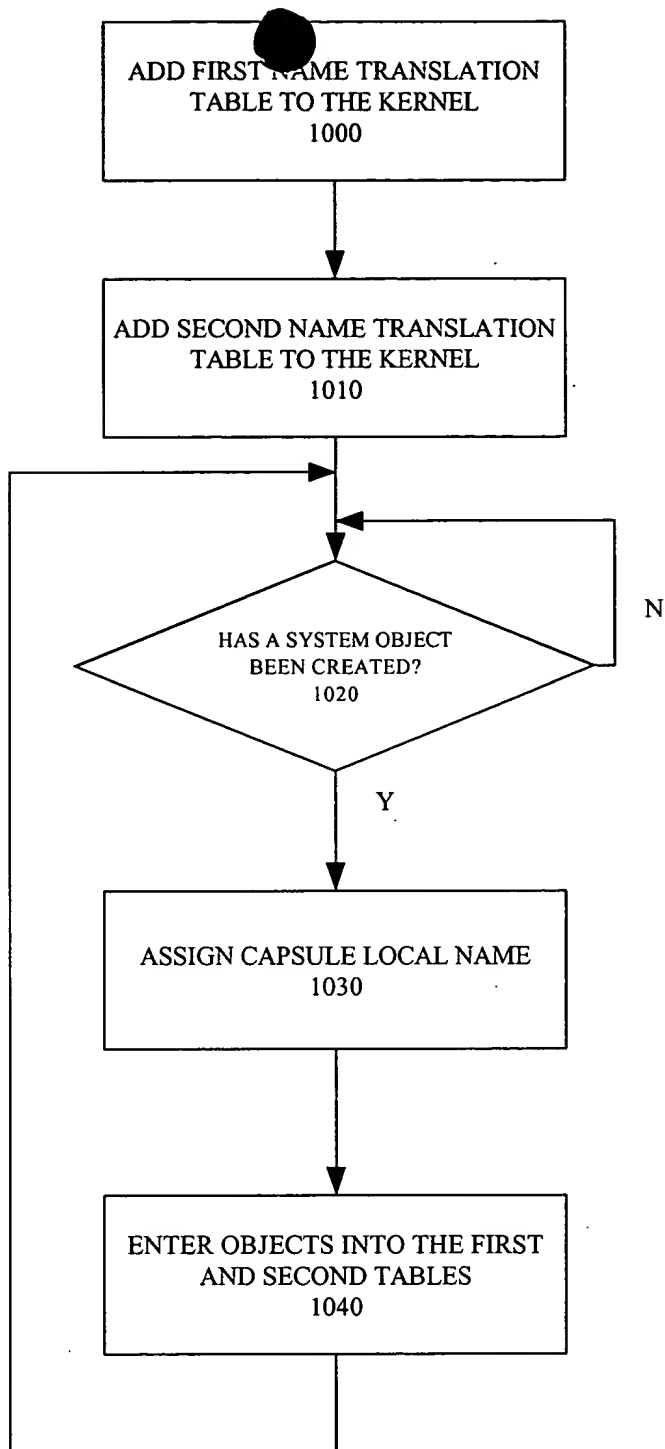 ADD FIRST NAME TRANSLATION
TABLE TO THE KERNEL
1000
ADD SECOND NAME TRANSLATION
TABLE TO THE KERNEL
1010
N
HAS A SYSTEM OBJECT
BEEN CREATED?
1020
Y
ASSIGN CAPSULE LOCAL NAME
1030
ENTER OBJECTS INTO THE FIRST
AND SECOND TABLES
1040